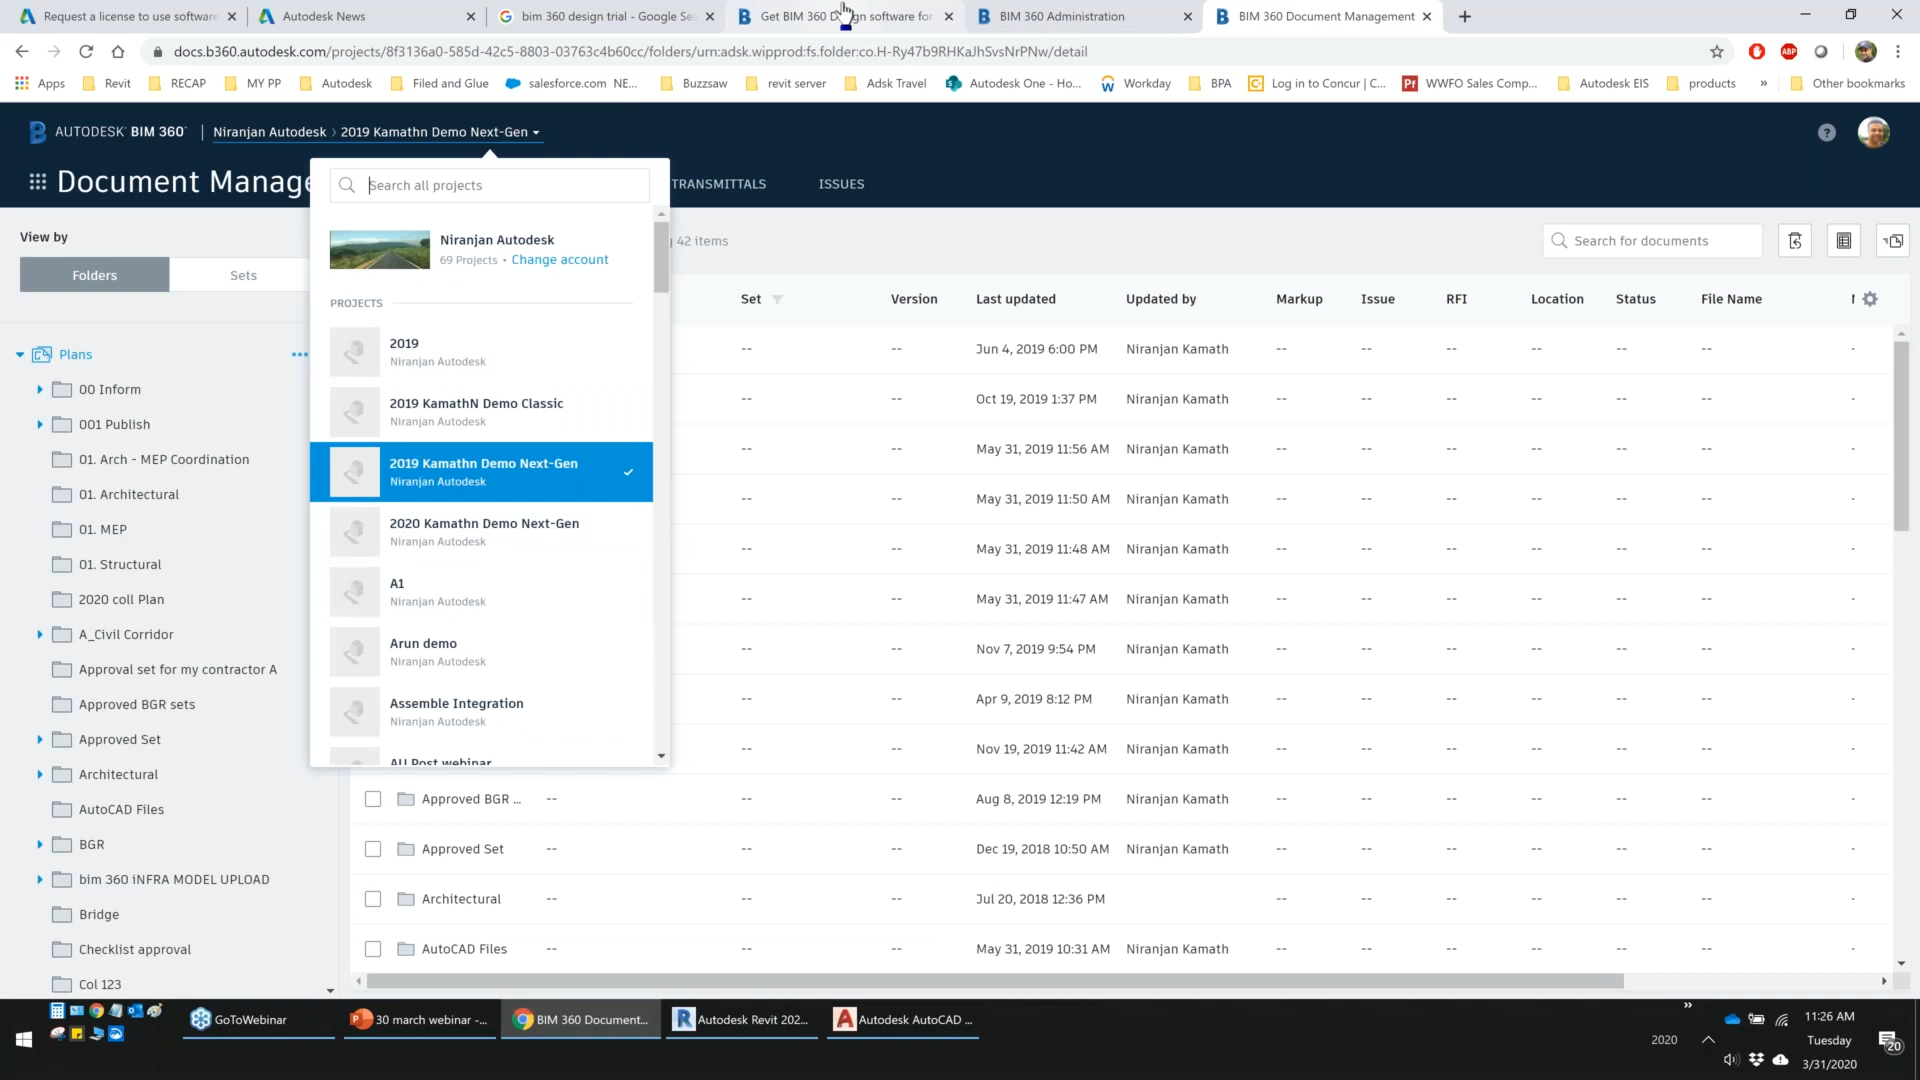 Request a license to use software
Autodesk News
bim 360 design trial - Google Se
Get BIM 360 D sign software for
BIM 360 Administration
BIM 360 Document Management
docs.b360.autodesk.com/projects/8f3136a0-585d-42c5-8803-03763c4b60cc/folders/urn:adsk.wipprod:fs.folder:co.H-Ry47b9RHKaJhSvsNrPNw/detail
ABP
Apps
Revit
RECAP
MY PP
Autodesk
Filed and Glue
salesforce.com NE...
Buzzsaw
revit server
Adsk Travel
Autodesk One - Ho...
Workday
BPA
Log in to Concur | C...
WWFO Sales Comp...
Autodesk EIS
products
»
Other bookmarks
AUTODESK® BIM 360™
Niranjan Autodesk › 2019 Kamathn Demo Next-Gen
Document Manage
TRANSMITTALS
ISSUES
Search all projects
Niranjan Autodesk
69 Projects • Change account
PROJECTS
2019
Niranjan Autodesk
2019 KamathN Demo Classic
Niranjan Autodesk
2019 Kamathn Demo Next-Gen
Niranjan Autodesk
2020 Kamathn Demo Next-Gen
Niranjan Autodesk
A1
Niranjan Autodesk
Arun demo
Niranjan Autodesk
Assemble Integration
Niranjan Autodesk
AU Post webinar
View by
Folders
Sets
Plans
00 Inform
001 Publish
01. Arch - MEP Coordination
01. Architectural
01. MEP
01. Structural
2020 coll Plan
A_Civil Corridor
Approval set for my contractor A
Approved BGR sets
Approved Set
Architectural
AutoCAD Files
BGR
bim 360 iNFRA MODEL UPLOAD
Bridge
Checklist approval
Col 123
42 items
Search for documents
Set Version Last updated Updated by Markup Issue RFI Location Status File Name
-- -- Jun 4, 2019 6:00 PM Niranjan Kamath -- -- -- -- -- -- -
-- -- Oct 19, 2019 1:37 PM Niranjan Kamath -- -- -- -- -- -- -
-- -- May 31, 2019 11:56 AM Niranjan Kamath -- -- -- -- -- -- -
-- -- May 31, 2019 11:50 AM Niranjan Kamath -- -- -- -- -- -- -
-- -- May 31, 2019 11:48 AM Niranjan Kamath -- -- -- -- -- -- -
-- -- May 31, 2019 11:47 AM Niranjan Kamath -- -- -- -- -- -- -
-- -- Nov 7, 2019 9:54 PM Niranjan Kamath -- -- -- -- -- -- -
-- -- Apr 9, 2019 8:12 PM Niranjan Kamath -- -- -- -- -- -- -
-- -- Nov 19, 2019 11:42 AM Niranjan Kamath -- -- -- -- -- -- -
Approved BGR ... -- -- -- Aug 8, 2019 12:19 PM Niranjan Kamath -- -- -- -- -- -- -
Approved Set -- -- -- Dec 19, 2018 10:50 AM Niranjan Kamath -- -- -- -- -- -- -
Architectural -- -- -- Jul 20, 2018 12:36 PM -- -- -- -- -- -- -
AutoCAD Files -- -- -- May 31, 2019 10:31 AM Niranjan Kamath -- -- -- -- -- -- -
GoToWebinar
30 march webinar -...
BIM 360 Document...
Autodesk Revit 202...
Autodesk AutoCAD ...
»
2020
11:26 AM
Tuesday
3/31/2020
20